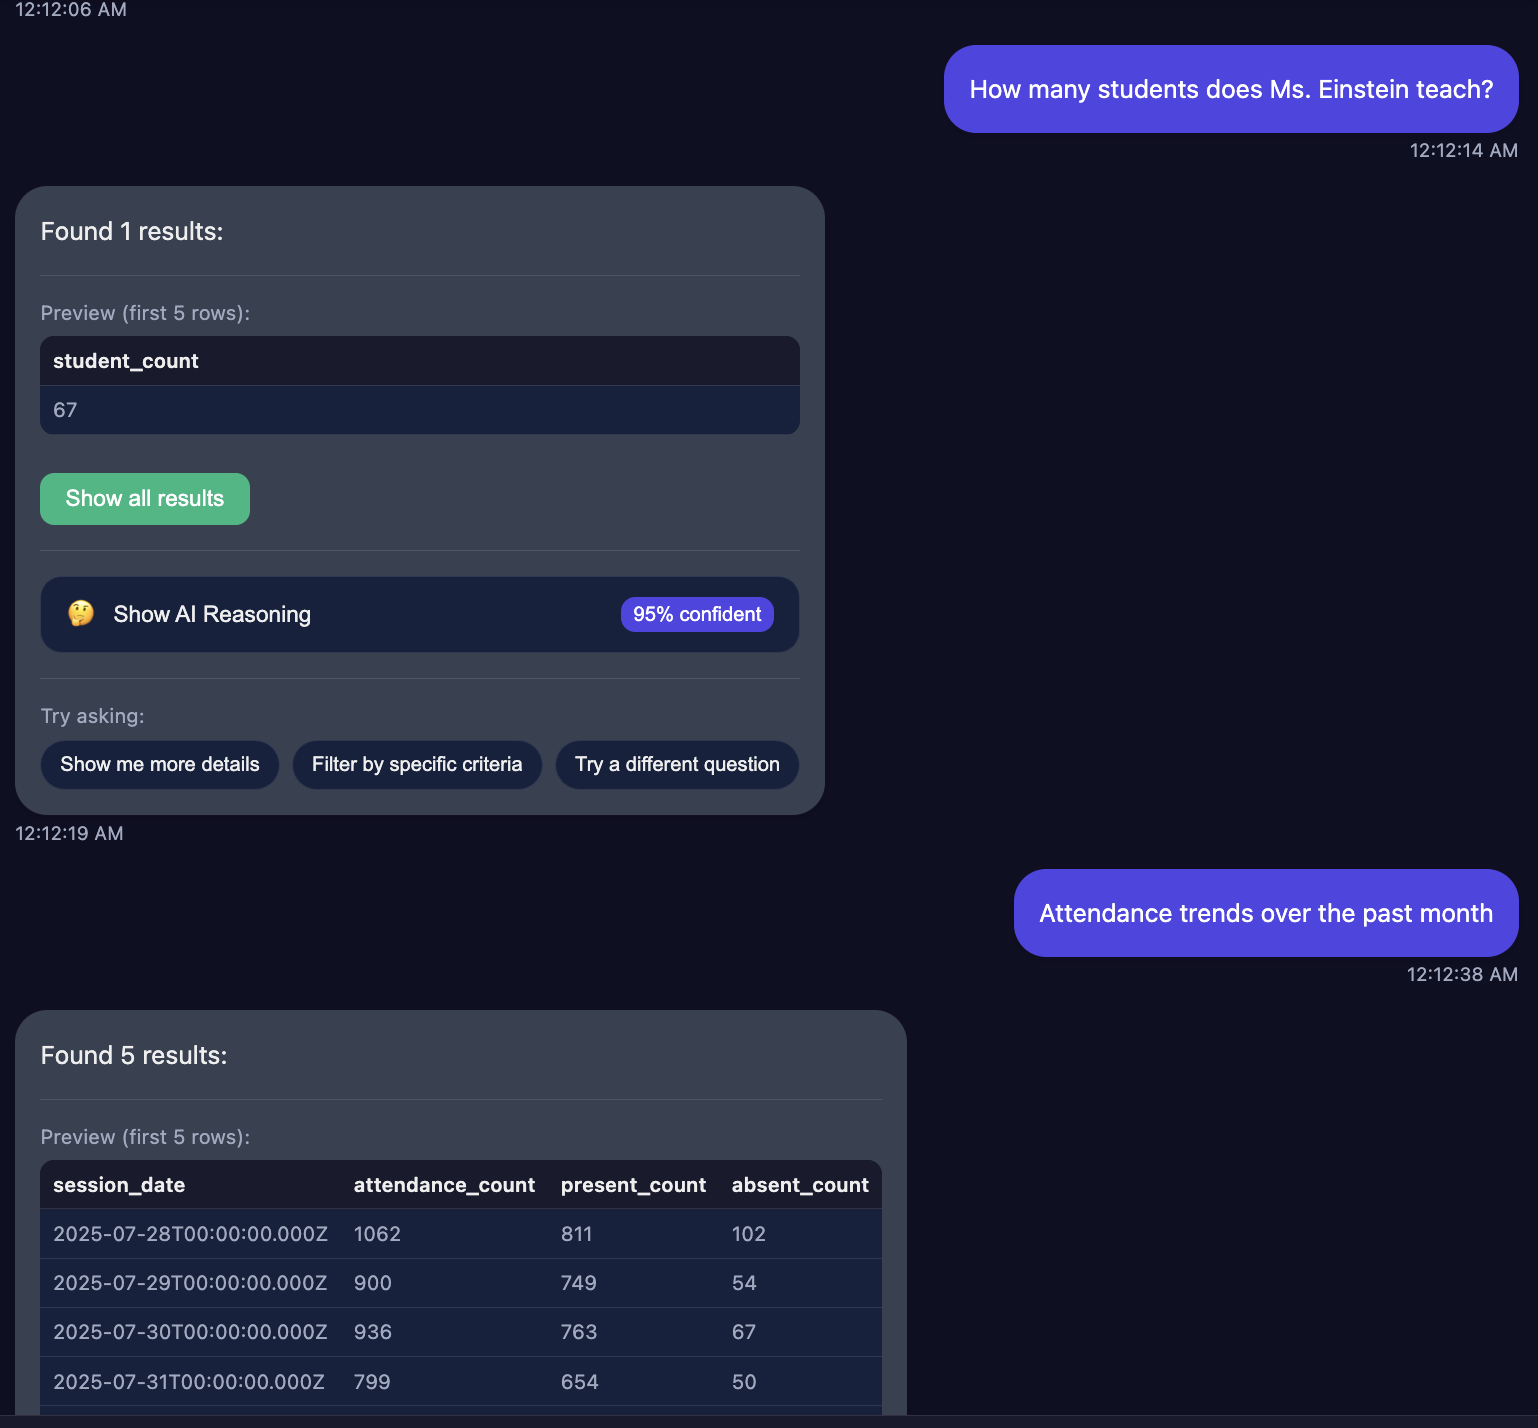 12:12:06 AM
How many students does Ms. Einstein teach?
12:12:14 AM
Found 1 results:
Preview (first 5 rows):
student_count
67
Show all results
🤔 Show AI Reasoning 95% confident
Try asking:
Show me more details Filter by specific criteria Try a different question
12:12:19 AM
Attendance trends over the past month
12:12:38 AM
Found 5 results:
Preview (first 5 rows):
session_date attendance_count present_count absent_count
2025-07-28T00:00:00.000Z 1062 811 102
2025-07-29T00:00:00.000Z 900 749 54
2025-07-30T00:00:00.000Z 936 763 67
2025-07-31T00:00:00.000Z 799 654 50